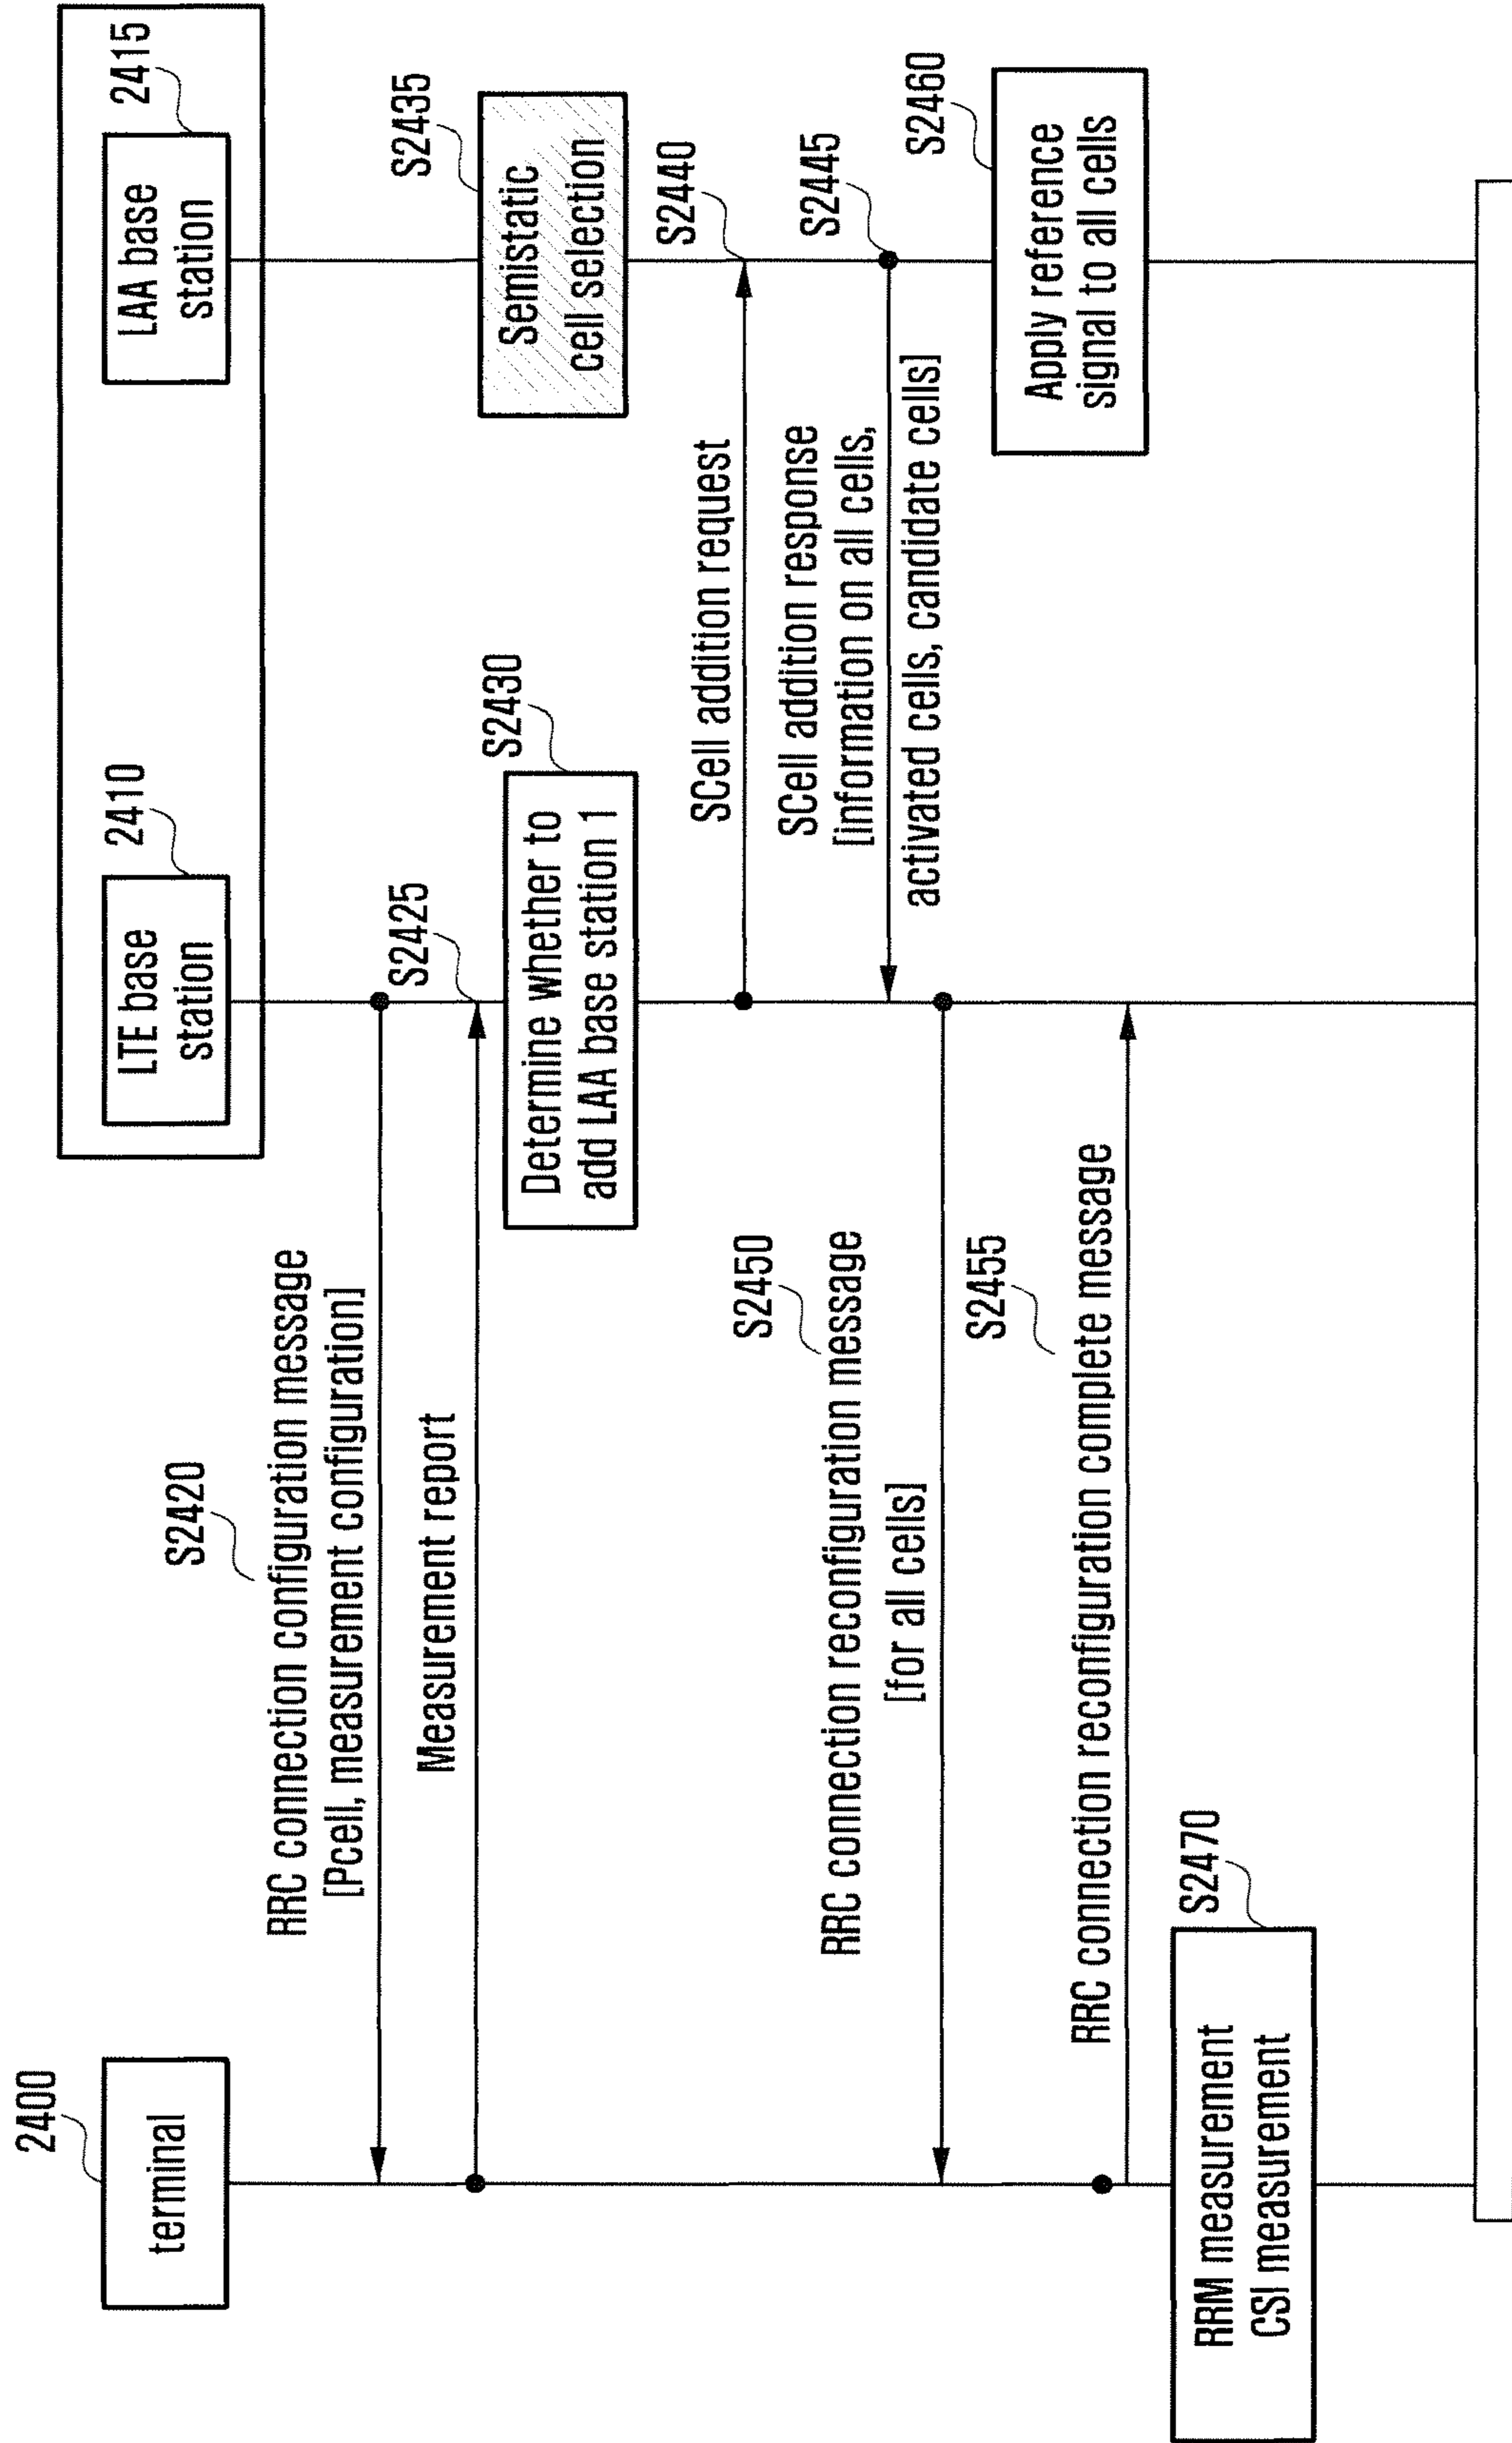 2400
terminal
2410
LTE base
station
2415
LAA base
station
S2420
RRC connection configuration message
[Pcell, measurement configuration]
S2425
Measurement report
S2430
Determine whether to
add LAA base station 1
S2435
Semistatic
cell selection
S2440
SCell addition request
S2445
SCell addition response
[information on all cells,
activated cells, candidate cells]
S2450
RRC connection reconfiguration message
[for all cells]
S2455
RRC connection reconfiguration complete message
S2460
Apply reference
signal to all cells
S2470
RRM measurement
CSI measurement